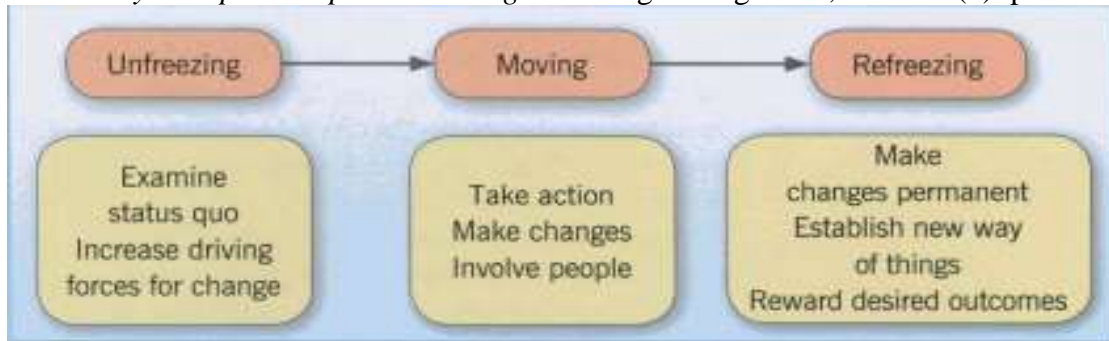 Unfreezing
Moving
Refreezing
Examine
status quo
Increase driving
forces for change
Take action
Make changes
Involve people
Make
changes permanent
Establish new way
of things
Reward desired outcomes